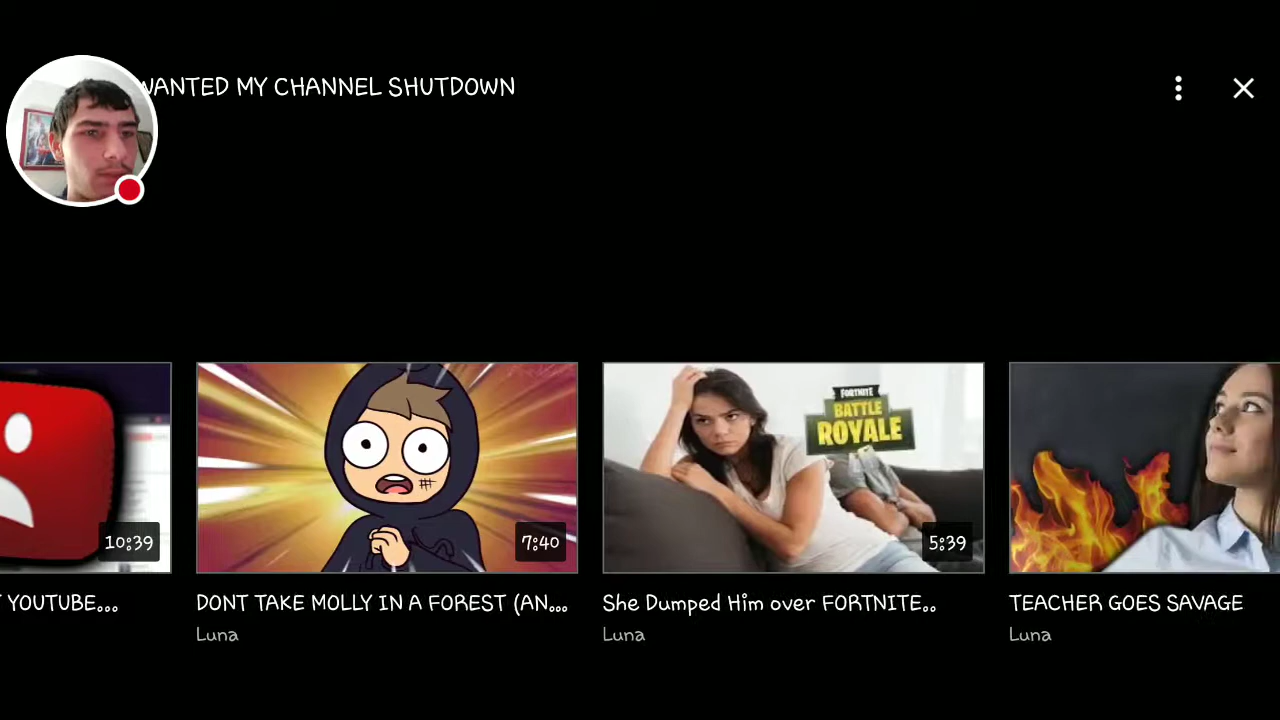 WANTED MY CHANNEL SHUTDOWN
FORTNITE
BATTLE
ROYALE
10:39
7:40
5:39
YOUTUBE...
DONT TAKE MOLLY IN A FOREST (AN...
She Dumped Him over FORTNITE..
TEACHER GOES SAVAGE
Luna
Luna
Luna